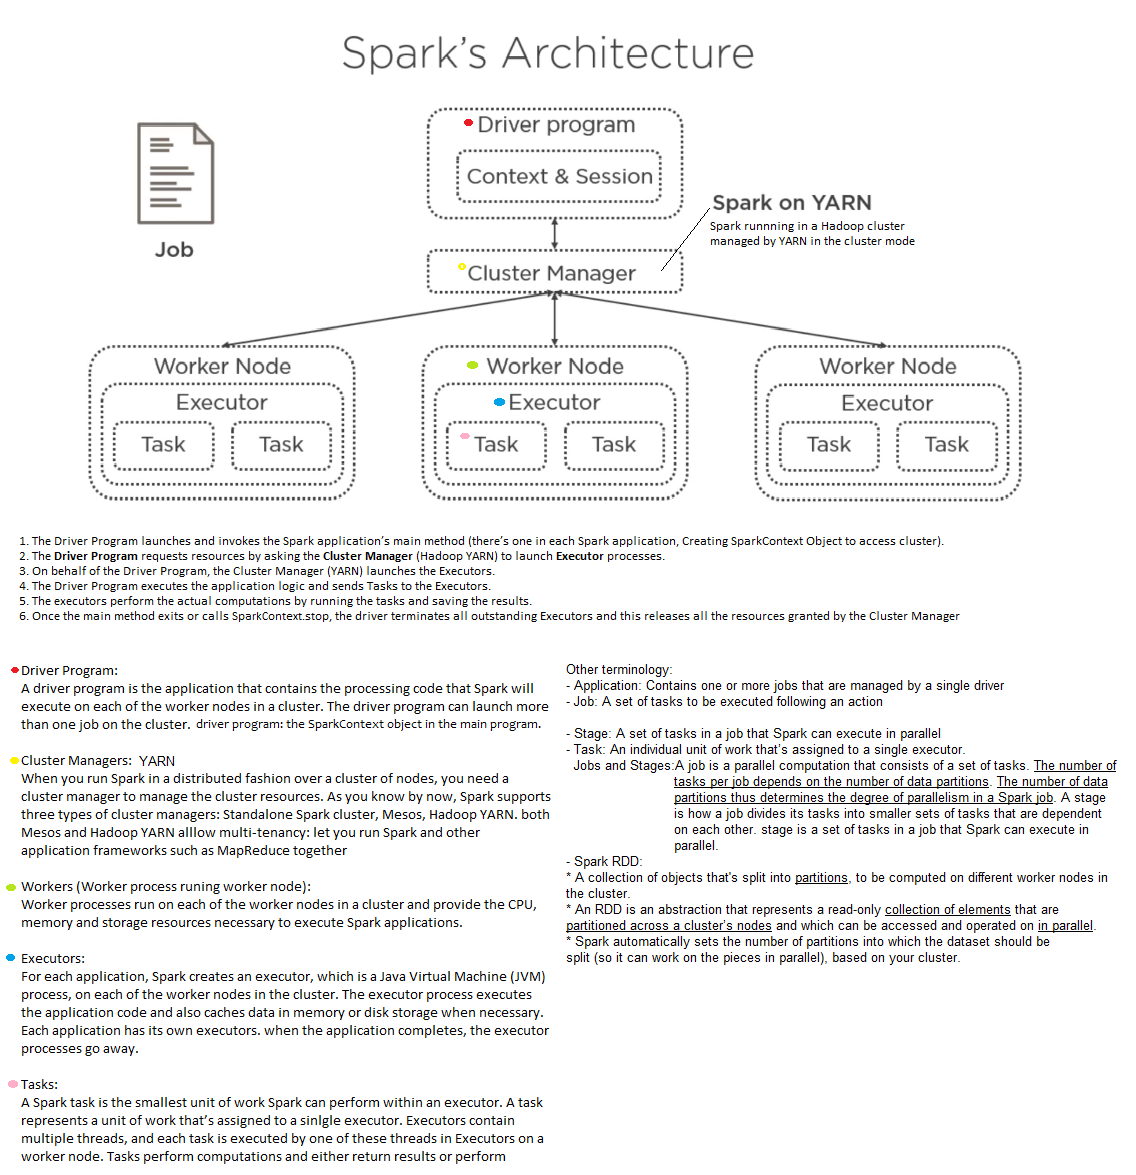 Spark's Architecture
Driver program
Context & Session
Job
Spark on YARN
Spark runnning in a Hadoop cluster
managed by YARN in the cluster mode
Cluster Manager
Worker Node
Executor
Task
Task
Worker Node
Executor
Task
Task
Worker Node
Executor
Task
Task
1. The Driver Program launches and invokes the Spark application's main method (there's one in each Spark application, Creating SparkContext Object to access cluster).
2. The Driver Program requests resources by asking the Cluster Manager (Hadoop YARN) to launch Executor processes.
3. On behalf of the Driver Program, the Cluster Manager (YARN) launches the Executors.
4. The Driver Program executes the application logic and sends Tasks to the Executors.
5. The executors perform the actual computations by running the tasks and saving the results.
6. Once the main method exits or calls SparkContext.stop, the driver terminates all outstanding Executors and this releases all the resources granted by the Cluster Manager
Driver Program:
A driver program is the application that contains the processing code that Spark will
execute on each of the worker nodes in a cluster. The driver program can launch more
than one job on the cluster. driver program: the SparkContext object in the main program.
Cluster Managers: YARN
When you run Spark in a distributed fashion over a cluster of nodes, you need a
cluster manager to manage the cluster resources. As you know by now, Spark supports
three types of cluster managers: Standalone Spark cluster, Mesos, Hadoop YARN. both
Mesos and Hadoop YARN alllow multi-tenancy: let you run Spark and other
application frameworks such as MapReduce together
Workers (Worker process runing worker node):
Worker processes run on each of the worker nodes in a cluster and provide the CPU,
memory and storage resources necessary to execute Spark applications.
Executors:
For each application, Spark creates an executor, which is a Java Virtual Machine (JVM)
process, on each of the worker nodes in the cluster. The executor process executes
the application code and also caches data in memory or disk storage when necessary.
Each application has its own executors. when the application completes, the executor
processes go away.
Tasks:
A Spark task is the smallest unit of work Spark can perform within an executor. A task
represents a unit of work that's assigned to a sinlgle executor. Executors contain
multiple threads, and each task is executed by one of these threads in Executors on a
worker node. Tasks perform computations and either return results or perform
Other terminology:
- Application: Contains one or more jobs that are managed by a single driver
- Job: A set of tasks to be executed following an action
- Stage: A set of tasks in a job that Spark can execute in parallel
- Task: An individual unit of work that's assigned to a single executor.
Jobs and Stages:A job is a parallel computation that consists of a set of tasks. The number of
tasks per job depends on the number of data partitions. The number of data
partitions thus determines the degree of parallelism in a Spark job. A stage
is how a job divides its tasks into smaller sets of tasks that are dependent
on each other. stage is a set of tasks in a job that Spark can execute in
parallel.
- Spark RDD:
* A collection of objects that's split into partitions, to be computed on different worker nodes in
the cluster.
* An RDD is an abstraction that represents a read-only collection of elements that are
partitioned across a cluster's nodes and which can be accessed and operated on in parallel.
* Spark automatically sets the number of partitions into which the dataset should be
split (so it can work on the pieces in parallel), based on your cluster.